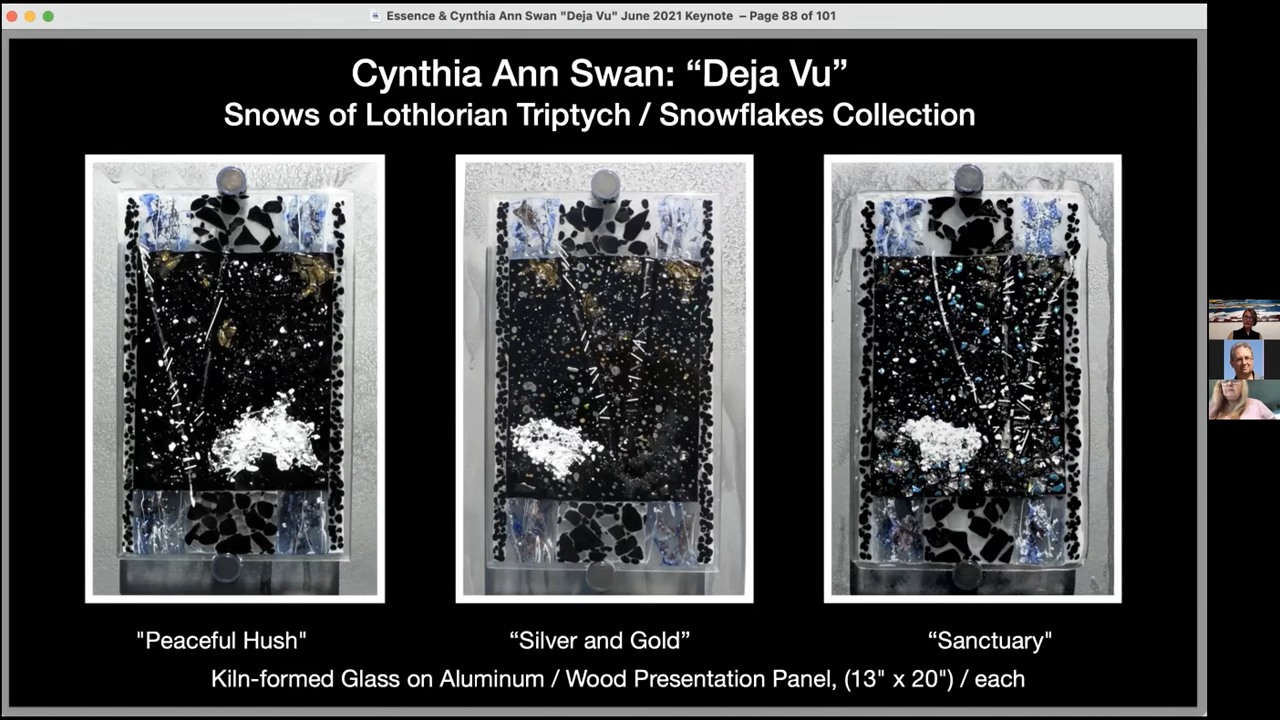 Essence & Cynthia Ann Swan "Deja Vu" June 2021 Keynote – Page 88 of 101
Cynthia Ann Swan: “Deja Vu”
Snows of Lothlorian Triptych / Snowflakes Collection
"Peaceful Hush" “Silver and Gold” “Sanctuary"
Kiln-formed Glass on Aluminum / Wood Presentation Panel, (13" x 20") / each